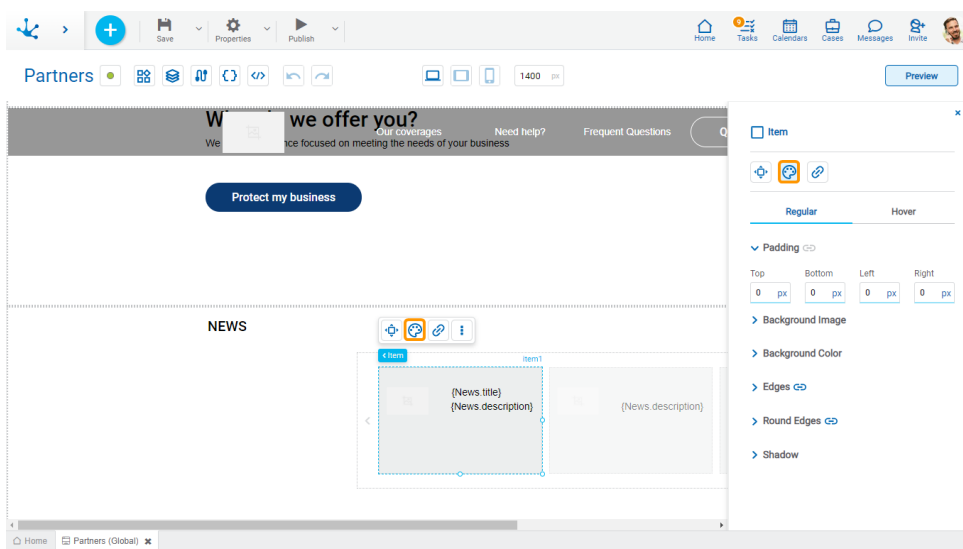 Save
Properties
Publish
Home
9
Tasks
Calendars
Cases
Messages
Invite
Partners
1400 px
Preview
we offer you?
We
nce focused on meeting the needs of your business
Our coverages
Need help?
Frequent Questions
Q
Protect my business
NEWS
Item
item1
{News.title}
{News.description}
{News.description}
Item
Regular
Hover
Padding
Top
Bottom
Left
Right
0 px
0 px
0 px
0 px
Background Image
Background Color
Edges
Round Edges
Shadow
Home
Partners (Global)